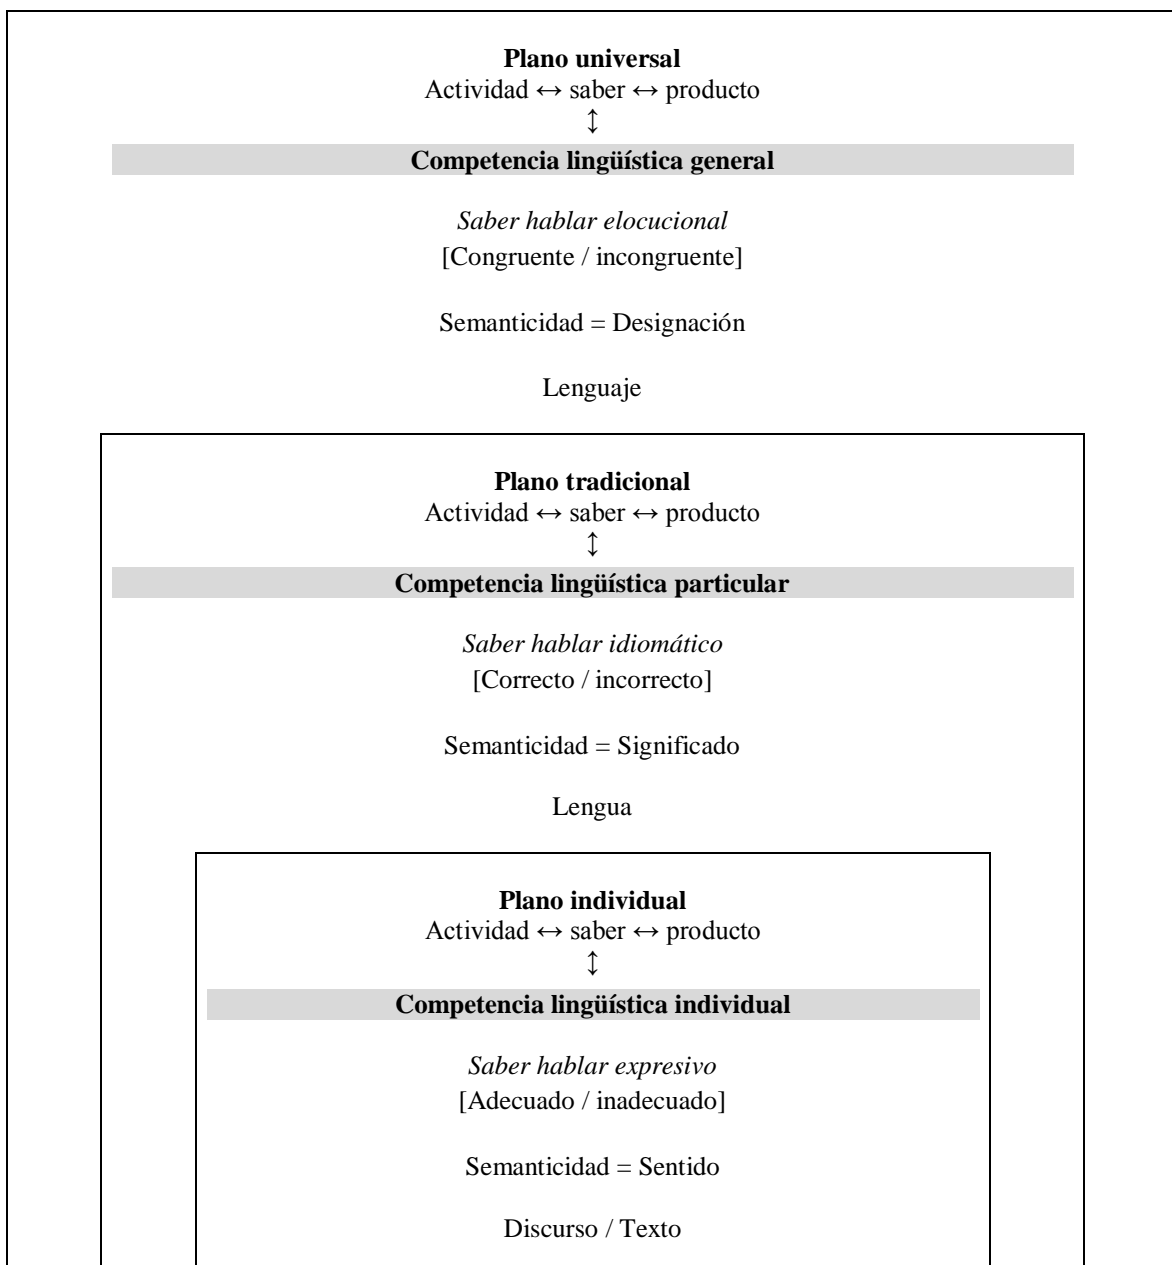 Plano universal
Actividad ↔ saber ↔ producto
↕
Competencia lingüística general
Saber hablar elocucional
[Congruente / incongruente]
Semanticidad = Designación
Lenguaje
Plano tradicional
Actividad ↔ saber ↔ producto
↕
Competencia lingüística particular
Saber hablar idiomático
[Correcto / incorrecto]
Semanticidad = Significado
Lengua
Plano individual
Actividad ↔ saber ↔ producto
↕
Competencia lingüística individual
Saber hablar expresivo
[Adecuado / inadecuado]
Semanticidad = Sentido
Discurso / Texto